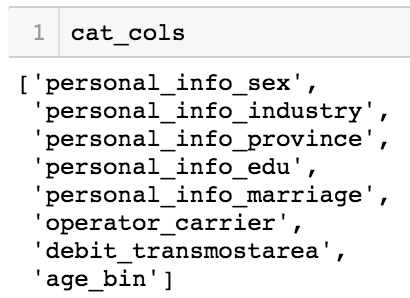 1 cat_cols
['personal_info_sex',
'personal_info_industry',
'personal_info_province',
'personal_info_edu',
'personal_info_marriage',
'operator_carrier',
'debit_transmostarea',
'age_bin']